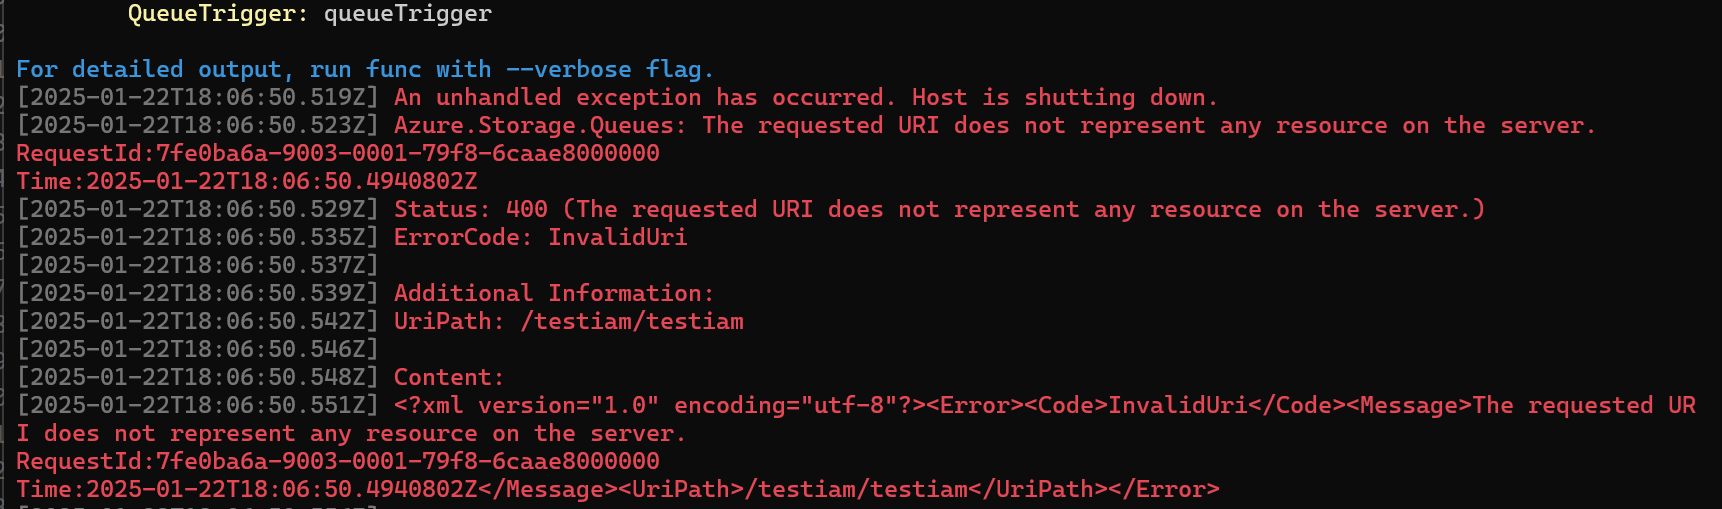 QueueTrigger: queueTrigger
For detailed output, run func with --verbose flag.
[2025-01-22T18:06:50.519Z] An unhandled exception has occurred. Host is shutting down.
[2025-01-22T18:06:50.523Z] Azure.Storage.Queues: The requested URI does not represent any resource on the server.
RequestId:7fe0ba6a-9003-0001-79f8-6caae8000000
Time:2025-01-22T18:06:50.4940802Z
[2025-01-22T18:06:50.529Z] Status: 400 (The requested URI does not represent any resource on the server.)
[2025-01-22T18:06:50.535Z] ErrorCode: InvalidUri
[2025-01-22T18:06:50.537Z]
[2025-01-22T18:06:50.539Z] Additional Information:
[2025-01-22T18:06:50.542Z] UriPath: /testiam/testiam
[2025-01-22T18:06:50.546Z]
[2025-01-22T18:06:50.548Z] Content:
[2025-01-22T18:06:50.551Z] <?xml version="1.0" encoding="utf-8"?><Error><Code>InvalidUri</Code><Message>The requested UR
I does not represent any resource on the server.
RequestId:7fe0ba6a-9003-0001-79f8-6caae8000000
Time:2025-01-22T18:06:50.4940802Z</Message><UriPath>/testiam/testiam</UriPath></Error>